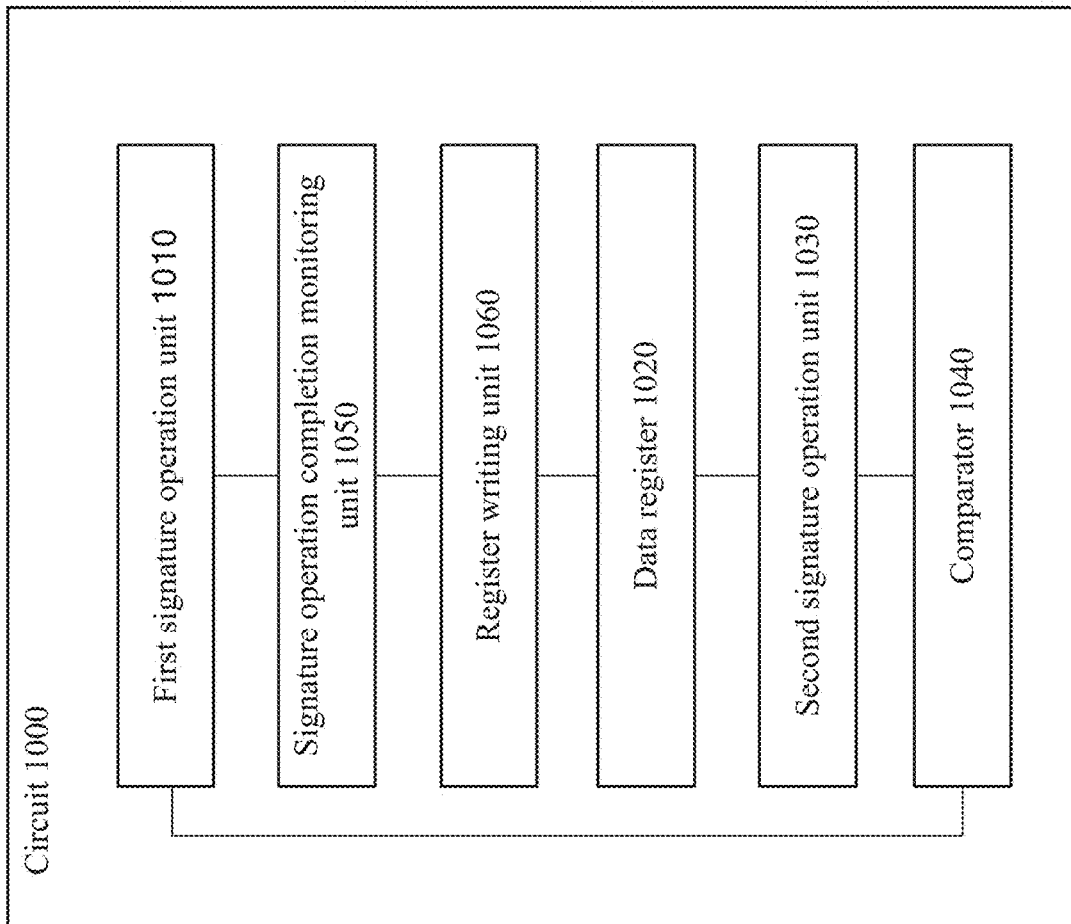 Circuit 1000
First signature operation unit 1010
Signature operation completion monitoring
unit 1050
Register writing unit 1060
Data register 1020
Second signature operation unit 1030
Comparator 1040